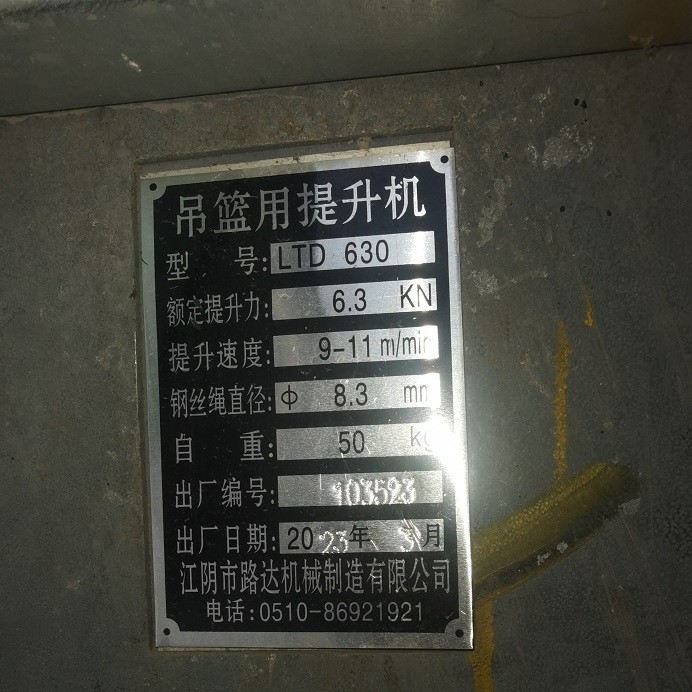 吊篮用提升机
型 号: LTD 630
额定提升力: 6.3 KN
提升速度: 9-11 m/min
钢丝绳直径: φ 8.3 mm
自 重: 50 kg
出厂编号: 103523
出厂日期: 2023年 3月
江阴市路达机械制造有限公司
电话:0510-86921921